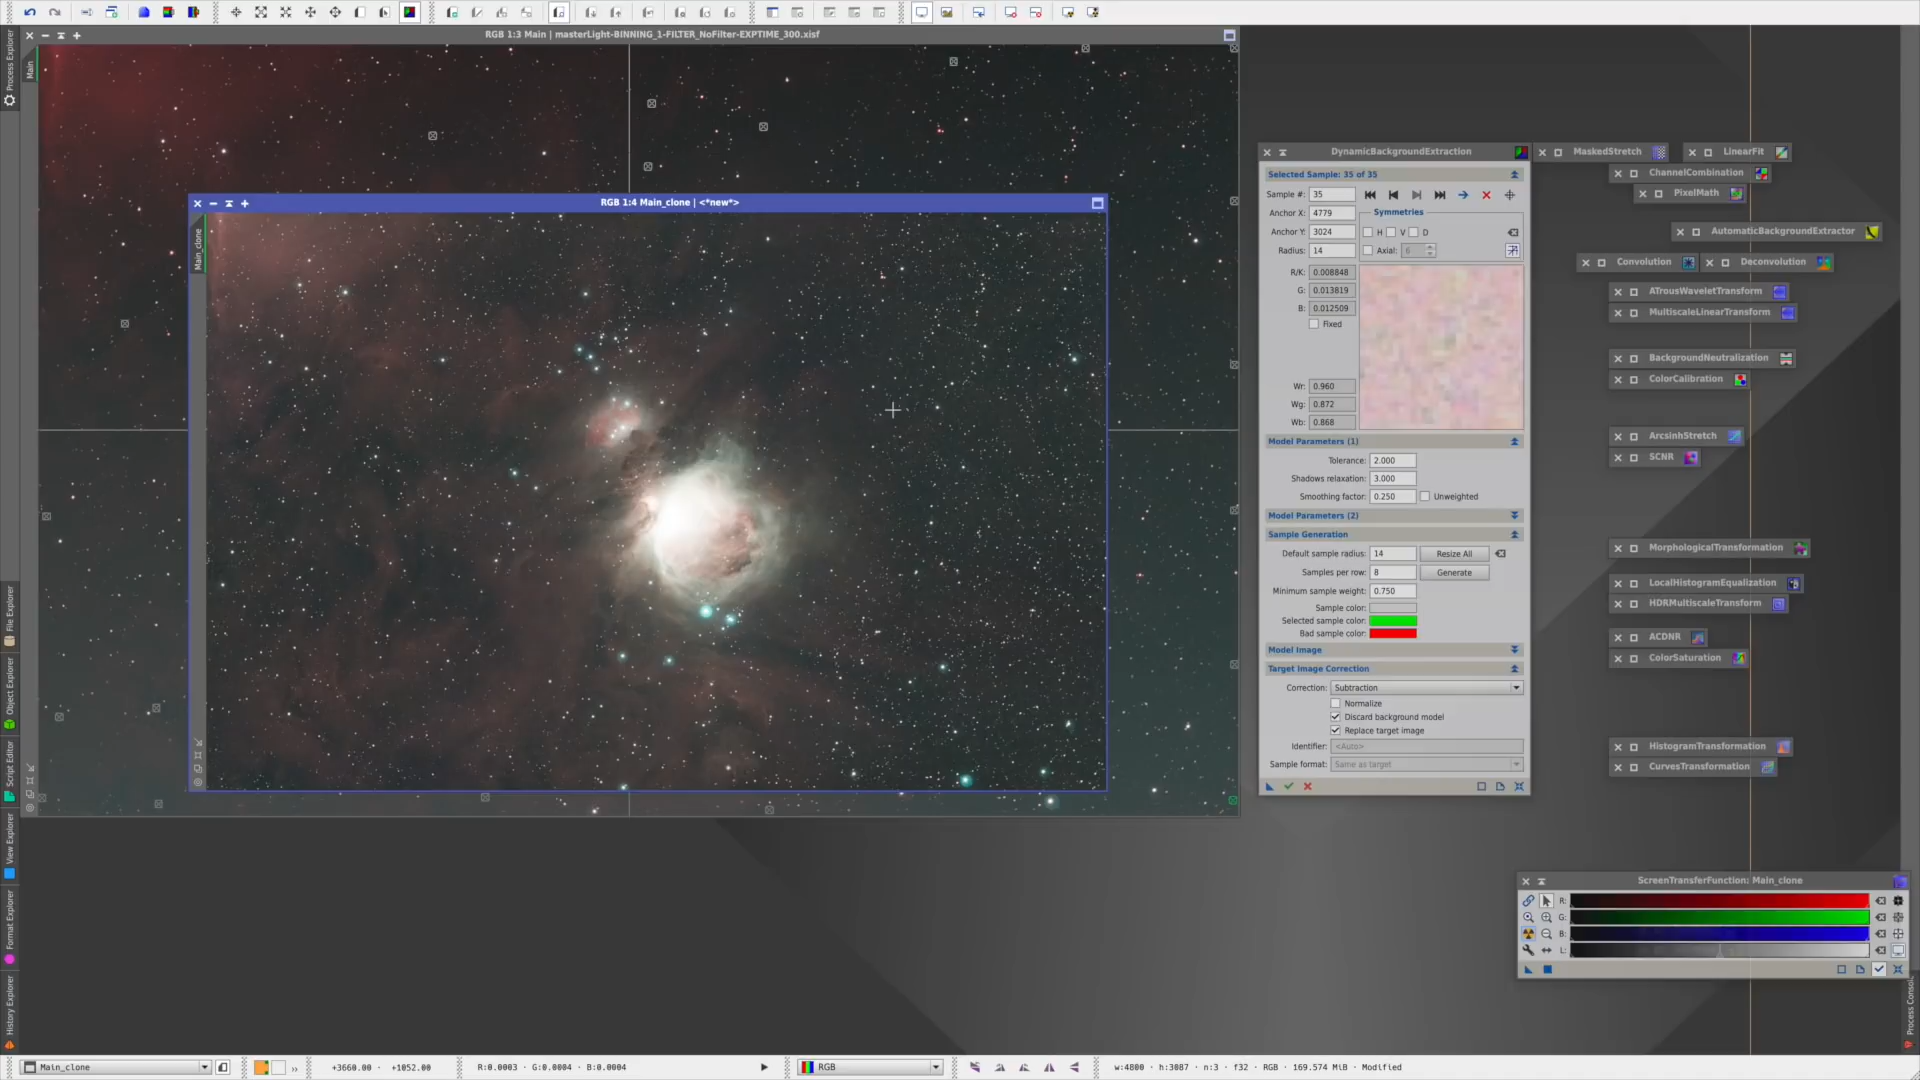 RGB 1:3 Main | masterLight-BINNING_1-FILTER_NoFilter-EXPTIME_300.xisf
Process Explorer
Main
RGB 1:4 Main_clone | <*new*>
Main_clone
File Explorer
Object Explorer
Script Editor
View Explorer
Format Explorer
History Explorer
DynamicBackgroundExtraction
Selected Sample: 35 of 35
Sample #: 35
Anchor X: 4779
Symmetries
Anchor Y: 3024
H V D
Radius: 14
Axial: 6
R/K: 0.008848
G: 0.013819
B: 0.012509
Fixed
Wr: 0.960
Wg: 0.872
Wb: 0.868
Model Parameters (1)
Tolerance: 2.000
Shadows relaxation: 3.000
Smoothing factor: 0.250 Unweighted
Model Parameters (2)
Sample Generation
Default sample radius: 14 Resize All
Samples per row: 8 Generate
Minimum sample weight: 0.750
Sample color:
Selected sample color:
Bad sample color:
Model Image
Target Image Correction
Correction: Subtraction
Normalize
Discard background model
Replace target image
Identifier: <Auto>
Sample format: Same as target
MaskedStretch
LinearFit
ChannelCombination
PixelMath
AutomaticBackgroundExtractor
Convolution
Deconvolution
ATrousWaveletTransform
MultiscaleLinearTransform
BackgroundNeutralization
ColorCalibration
ArcsinhStretch
SCNR
MorphologicalTransformation
LocalHistogramEqualization
HDRMultiscaleTransform
ACDNR
ColorSaturation
HistogramTransformation
CurvesTransformation
ScreenTransferFunction: Main_clone
R:
G:
B:
L:
Process Consol
Main_clone
+3660.00 · +1052.00
R:0.0003 · G:0.0004 · B:0.0004
RGB
w:4800 · h:3087 · n:3 · f32 · RGB · 169.574 MiB · Modified